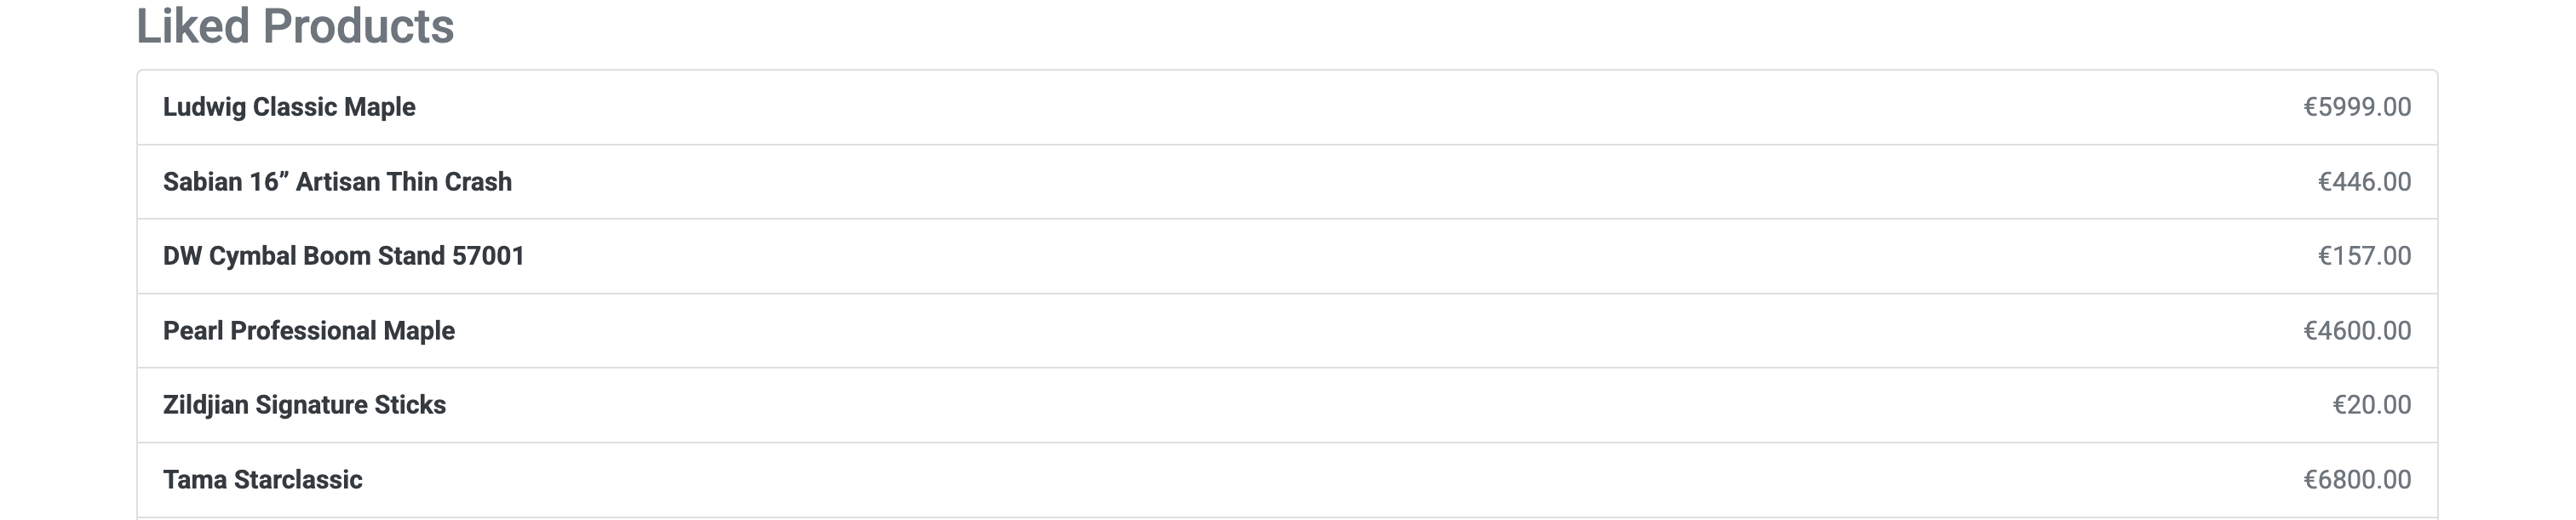 Liked Products
Ludwig Classic Maple €5999.00
Sabian 16” Artisan Thin Crash €446.00
DW Cymbal Boom Stand 57001 €157.00
Pearl Professional Maple €4600.00
Zildjian Signature Sticks €20.00
Tama Starclassic €6800.00